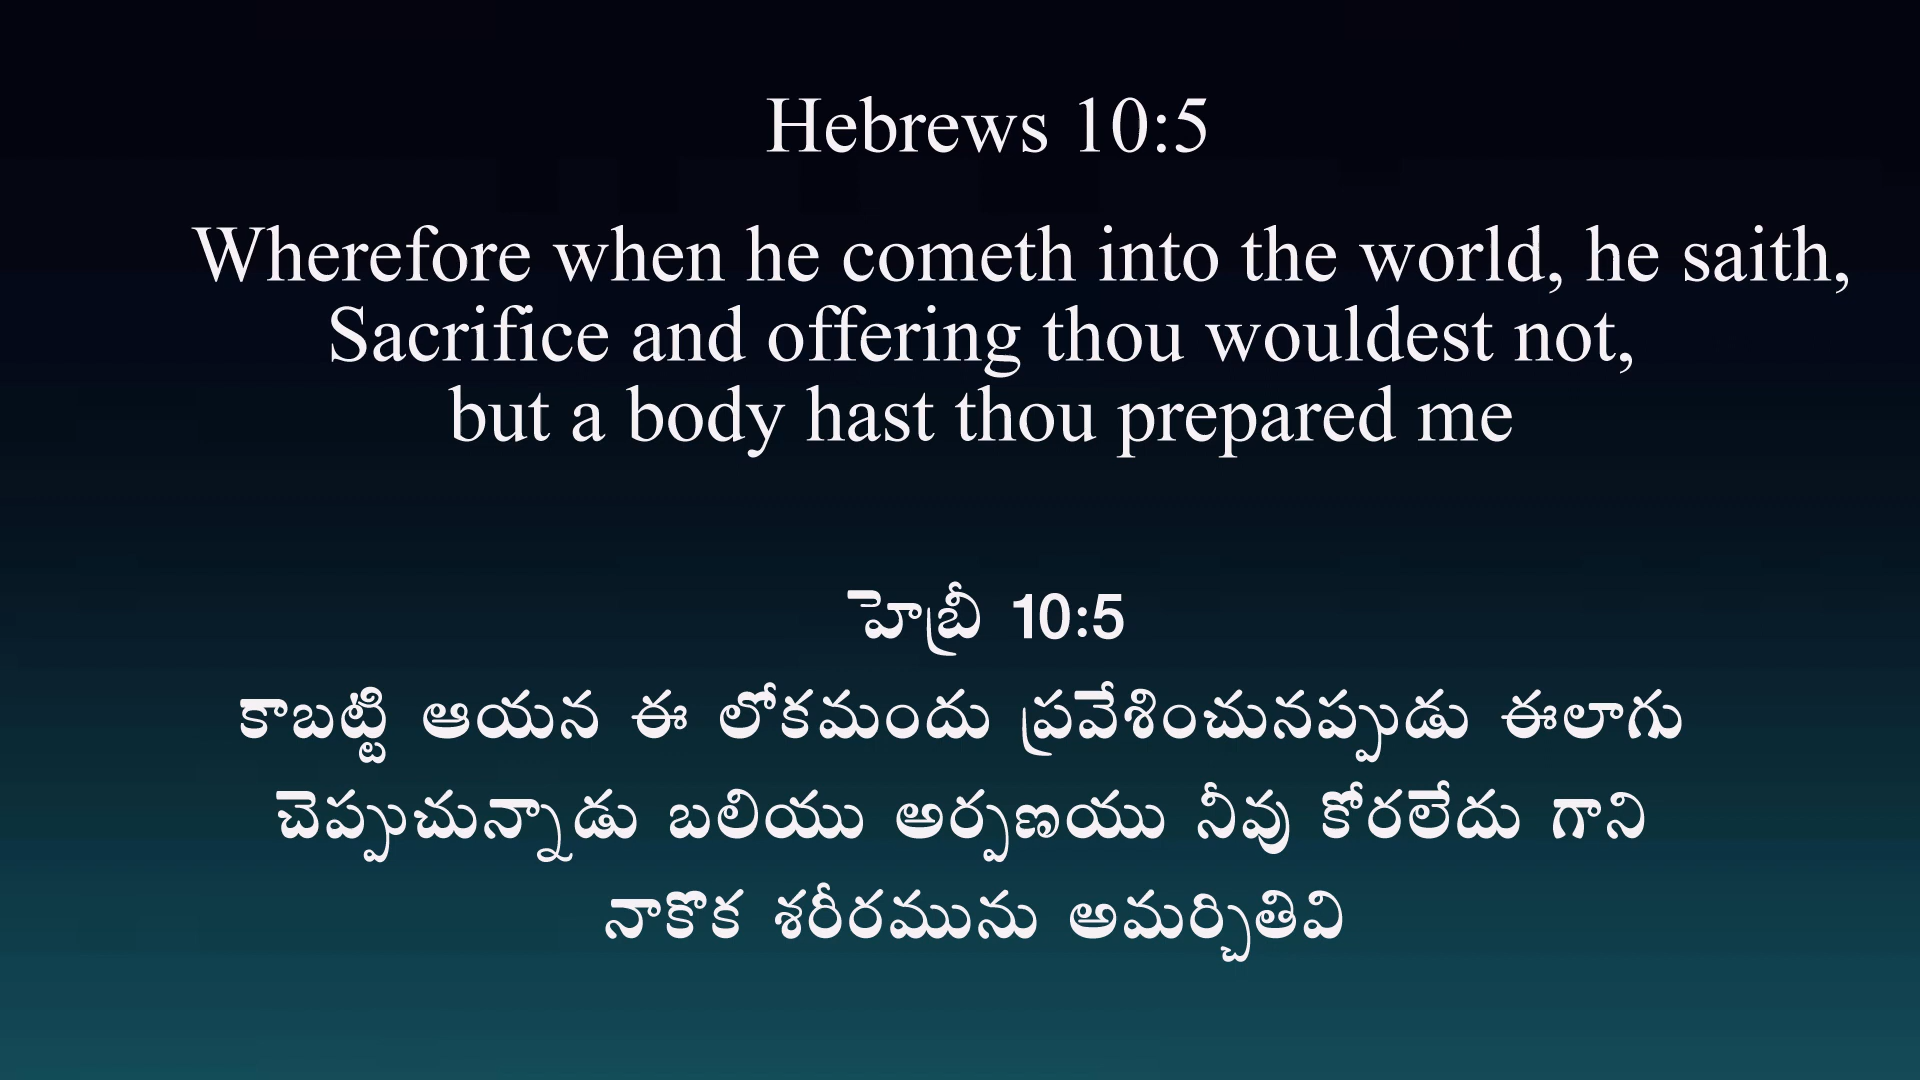 Hebrews 10:5
Wherefore when he cometh into the world, he saith,
Sacrifice and offering thou wouldest not,
but a body hast thou prepared me
హెబ్రీ 10:5
కాబట్టి ఆయన ఈ లోకమందు ప్రవేశించునప్పుడు ఈలాగు
చెప్పుచున్నాడు బలియు అర్పణయు నీవు కోరలేదు గాని
నాకొక శరీరమును అమర్చితివి